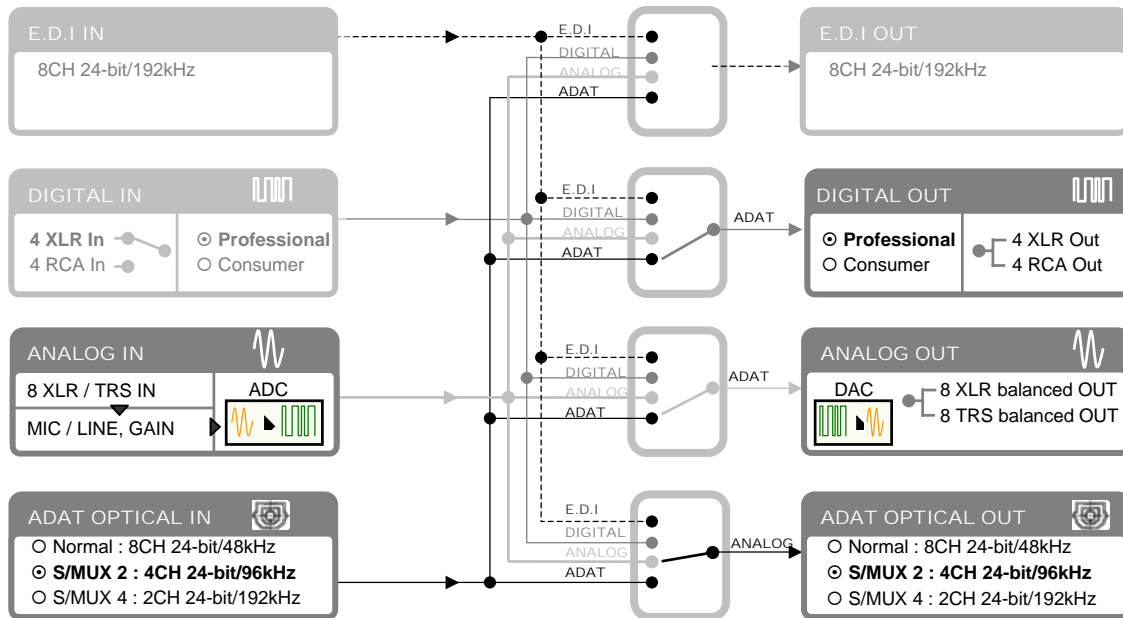 E.D.I IN
8CH 24-bit/192kHz
E.D.I
DIGITAL
ANALOG
ADAT
E.D.I OUT
8CH 24-bit/192kHz
DIGITAL IN
4 XLR In
4 RCA In
Professional
Consumer
E.D.I
DIGITAL
ANALOG
ADAT
ADAT
DIGITAL OUT
Professional
Consumer
4 XLR Out
4 RCA Out
ANALOG IN
8 XLR / TRS IN
MIC / LINE, GAIN
ADC
E.D.I
DIGITAL
ANALOG
ADAT
ADAT
ANALOG OUT
DAC
8 XLR balanced OUT
8 TRS balanced OUT
ADAT OPTICAL IN
Normal : 8CH 24-bit/48kHz
S/MUX 2 : 4CH 24-bit/96kHz
S/MUX 4 : 2CH 24-bit/192kHz
E.D.I
DIGITAL
ANALOG
ADAT
ANALOG
ADAT OPTICAL OUT
Normal : 8CH 24-bit/48kHz
S/MUX 2 : 4CH 24-bit/96kHz
S/MUX 4 : 2CH 24-bit/192kHz